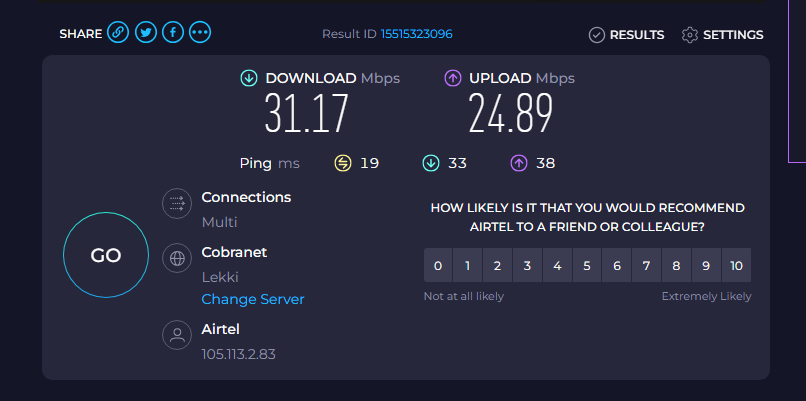 SHARE Result ID 15515323096 RESULTS SETTINGS
DOWNLOAD Mbps UPLOAD Mbps
31.17 24.89
Ping ms 19 33 38
Connections
Multi
HOW LIKELY IS IT THAT YOU WOULD RECOMMEND
AIRTEL TO A FRIEND OR COLLEAGUE?
GO
Cobranet
Lekki
Change Server
0 1 2 3 4 5 6 7 8 9 10
Not at all likely Extremely Likely
Airtel
105.113.2.83